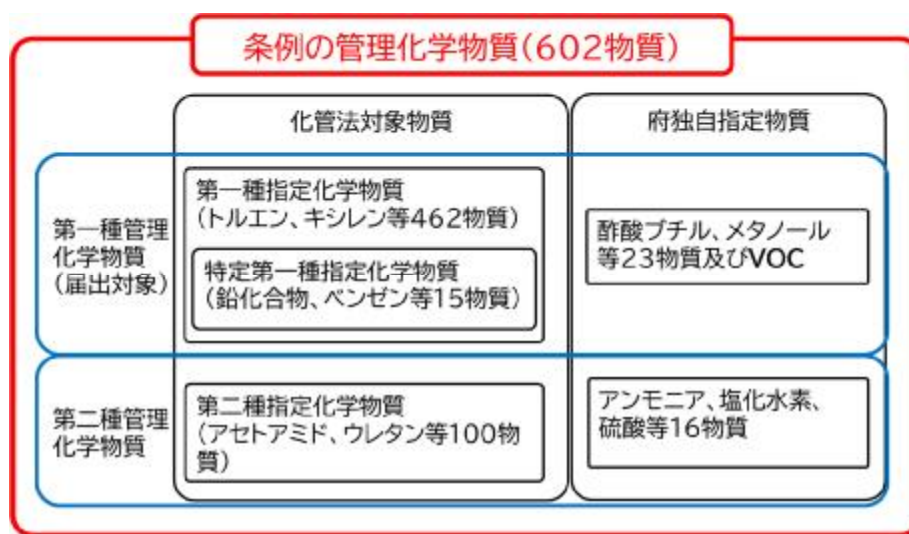 条例の管理化学物質(602物質)
化管法対象物質
府独自指定物質
第一種管理
化学物質
(届出対象)
第一種指定化学物質
(トルエン、キシレン等462物質)
特定第一種指定化学物質
(鉛化合物、ベンゼン等15物質)
酢酸ブチル、メタノール
等23物質及びVOC
第二種管理
化学物質
第二種指定化学物質
(アセトアミド、ウレタン等100物
質)
アンモニア、塩化水素、
硫酸等16物質